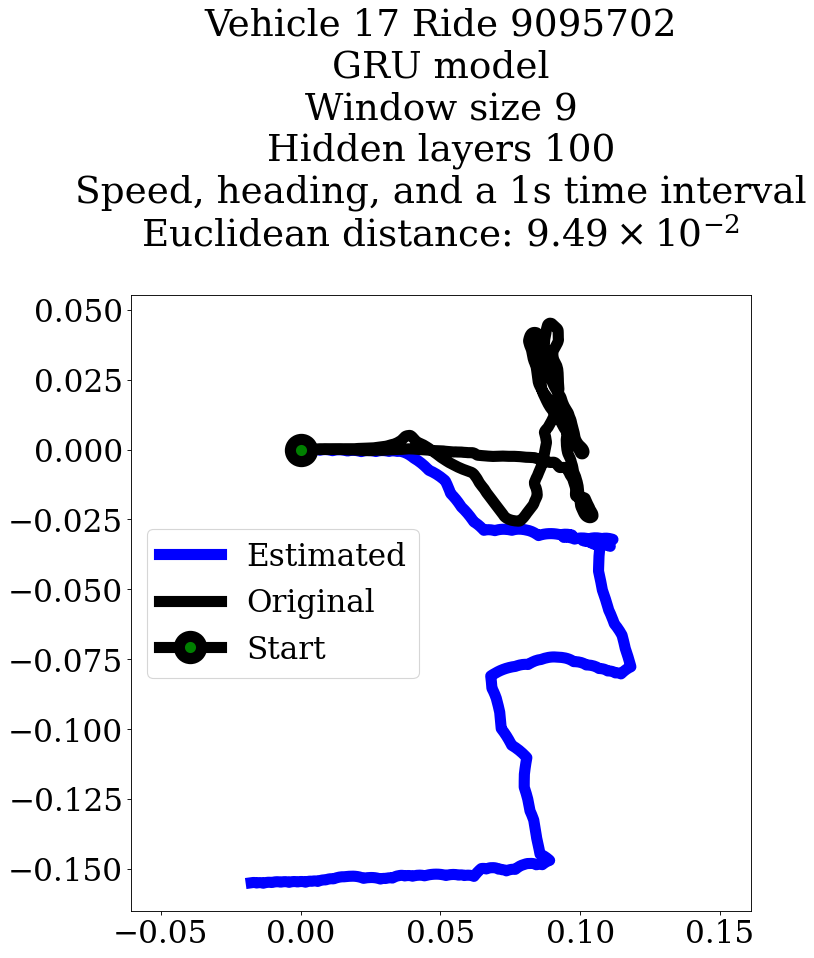 Vehicle 17 Ride 9095702
GRU model
Window size 9
Hidden layers 100
Speed, heading, and a 1s time interval
Euclidean distance: 9.49 × 10⁻²
0.050
0.025
0.000
−0.025
−0.050
−0.075
−0.100
−0.125
−0.150
Estimated
Original
Start
−0.05 0.00 0.05 0.10 0.15